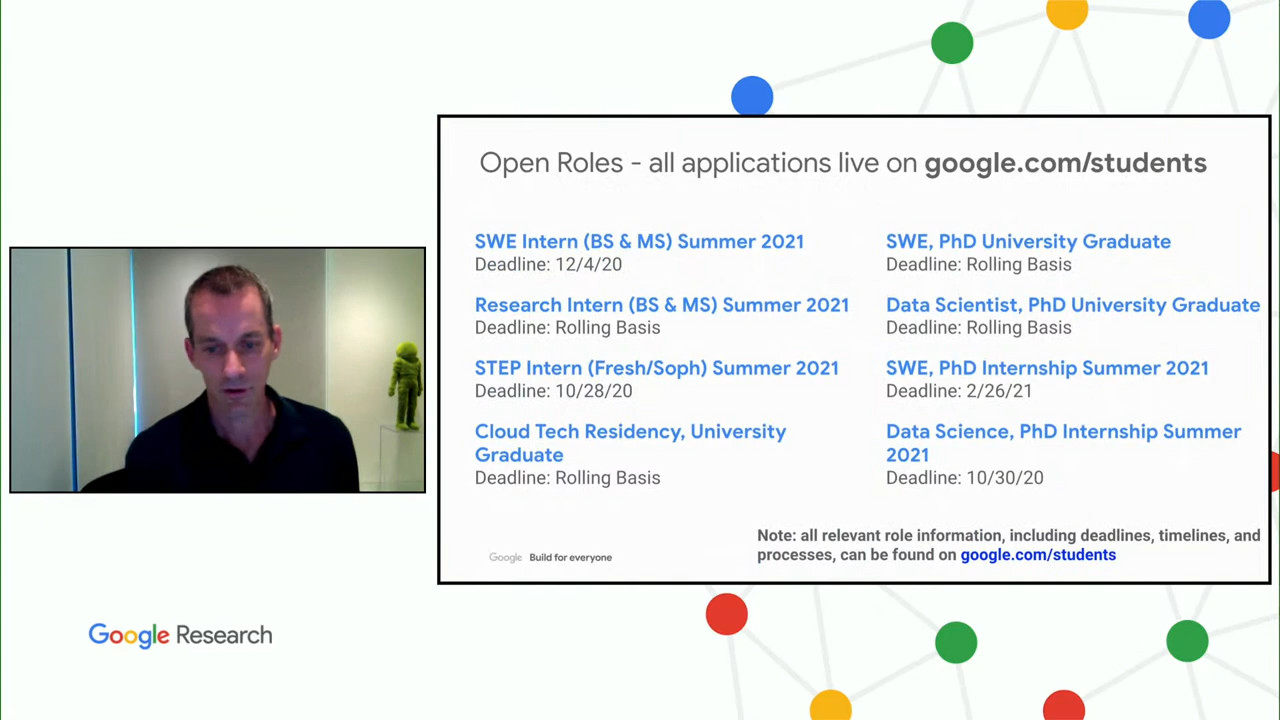 Open Roles - all applications live on google.com/students
SWE Intern (BS & MS) Summer 2021
Deadline: 12/4/20
Research Intern (BS & MS) Summer 2021
Deadline: Rolling Basis
STEP Intern (Fresh/Soph) Summer 2021
Deadline: 10/28/20
Cloud Tech Residency, University
Graduate
Deadline: Rolling Basis
SWE, PhD University Graduate
Deadline: Rolling Basis
Data Scientist, PhD University Graduate
Deadline: Rolling Basis
SWE, PhD Internship Summer 2021
Deadline: 2/26/21
Data Science, PhD Internship Summer
2021
Deadline: 10/30/20
Note: all relevant role information, including deadlines, timelines, and
processes, can be found on google.com/students
Google Build for everyone
Google Research